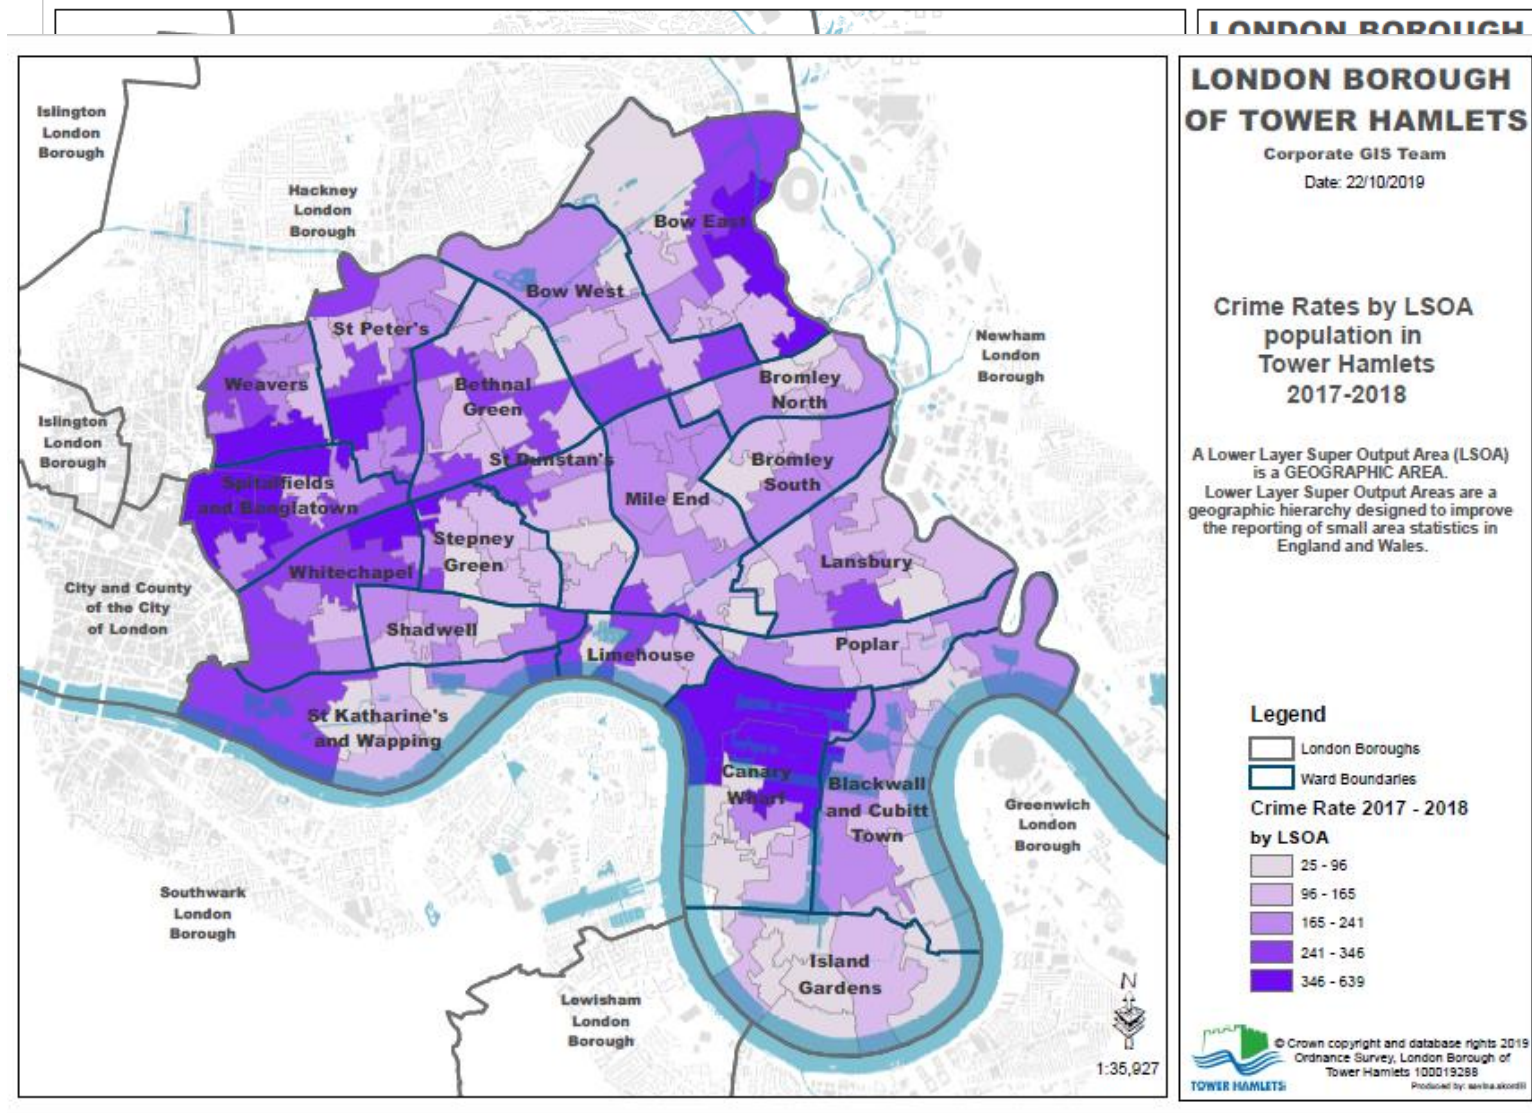 LONDON BOROUGH
LONDON BOROUGH
OF TOWER HAMLETS
Corporate GIS Team
Date: 22/10/2019
Crime Rates by LSOA
population in
Tower Hamlets
2017-2018
A Lower Layer Super Output Area (LSOA)
is a GEOGRAPHIC AREA.
Lower Layer Super Output Areas are a
geographic hierarchy designed to improve
the reporting of small area statistics in
England and Wales.
Legend
London Boroughs
Ward Boundaries
Crime Rate 2017 - 2018
by LSOA
25 - 96
96 - 165
165 - 241
241 - 346
346 - 639
TOWER HAMLETS
© Crown copyright and database rights 2019
Ordnance Survey, London Borough of
Tower Hamlets 100019288
Produced by:
Islington
London
Borough
Hackney
London
Borough
Bow East
Bow West
St Peter's
Newham
London
Borough
Weavers
Bethnal
Green
Bromley
North
Islington
London
Borough
St Dunstan's
Bromley
South
Spitalfields
and Banglatown
Mile End
Stepney
Green
Whitechapel
Lansbury
City and County
of the City
of London
Shadwell
Limehouse
Poplar
St Katharine's
and Wapping
Canary
Wharf
Blackwall
and Cubitt
Town
Greenwich
London
Borough
Southwark
London
Borough
Island
Gardens
Lewisham
London
Borough
N
1:35,927